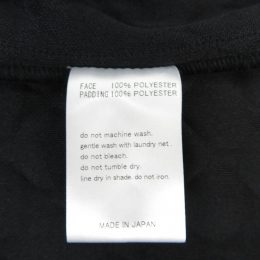 FACE 100% POLYESTER
PADDING 100% POLYESTER
do not machine wash.
gentle wash with laundry net.
do not bleach.
do not tumble dry.
line dry in shade. do not iron.
MADE IN JAPAN